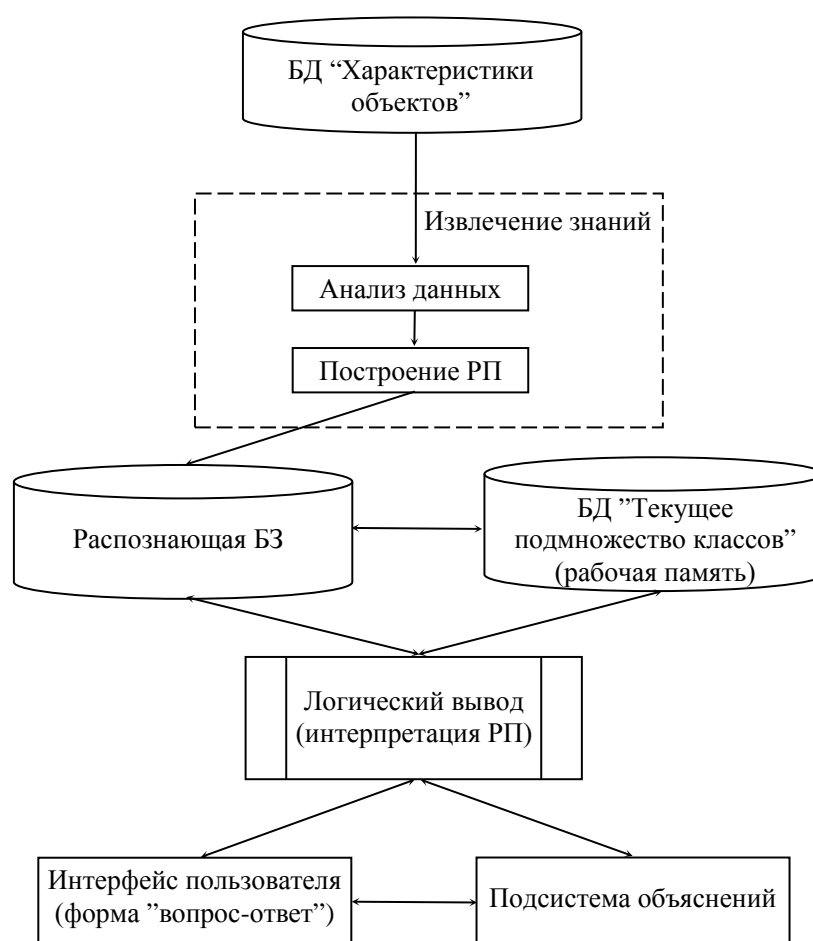 БД “Характеристики
объектов”
Извлечение знаний
Анализ данных
Построение РП
Распознающая БЗ
БД ”Текущее
подмножество классов”
(рабочая память)
Логический вывод
(интерпретация РП)
Интерфейс пользователя
(форма ”вопрос-ответ”)
Подсистема объяснений